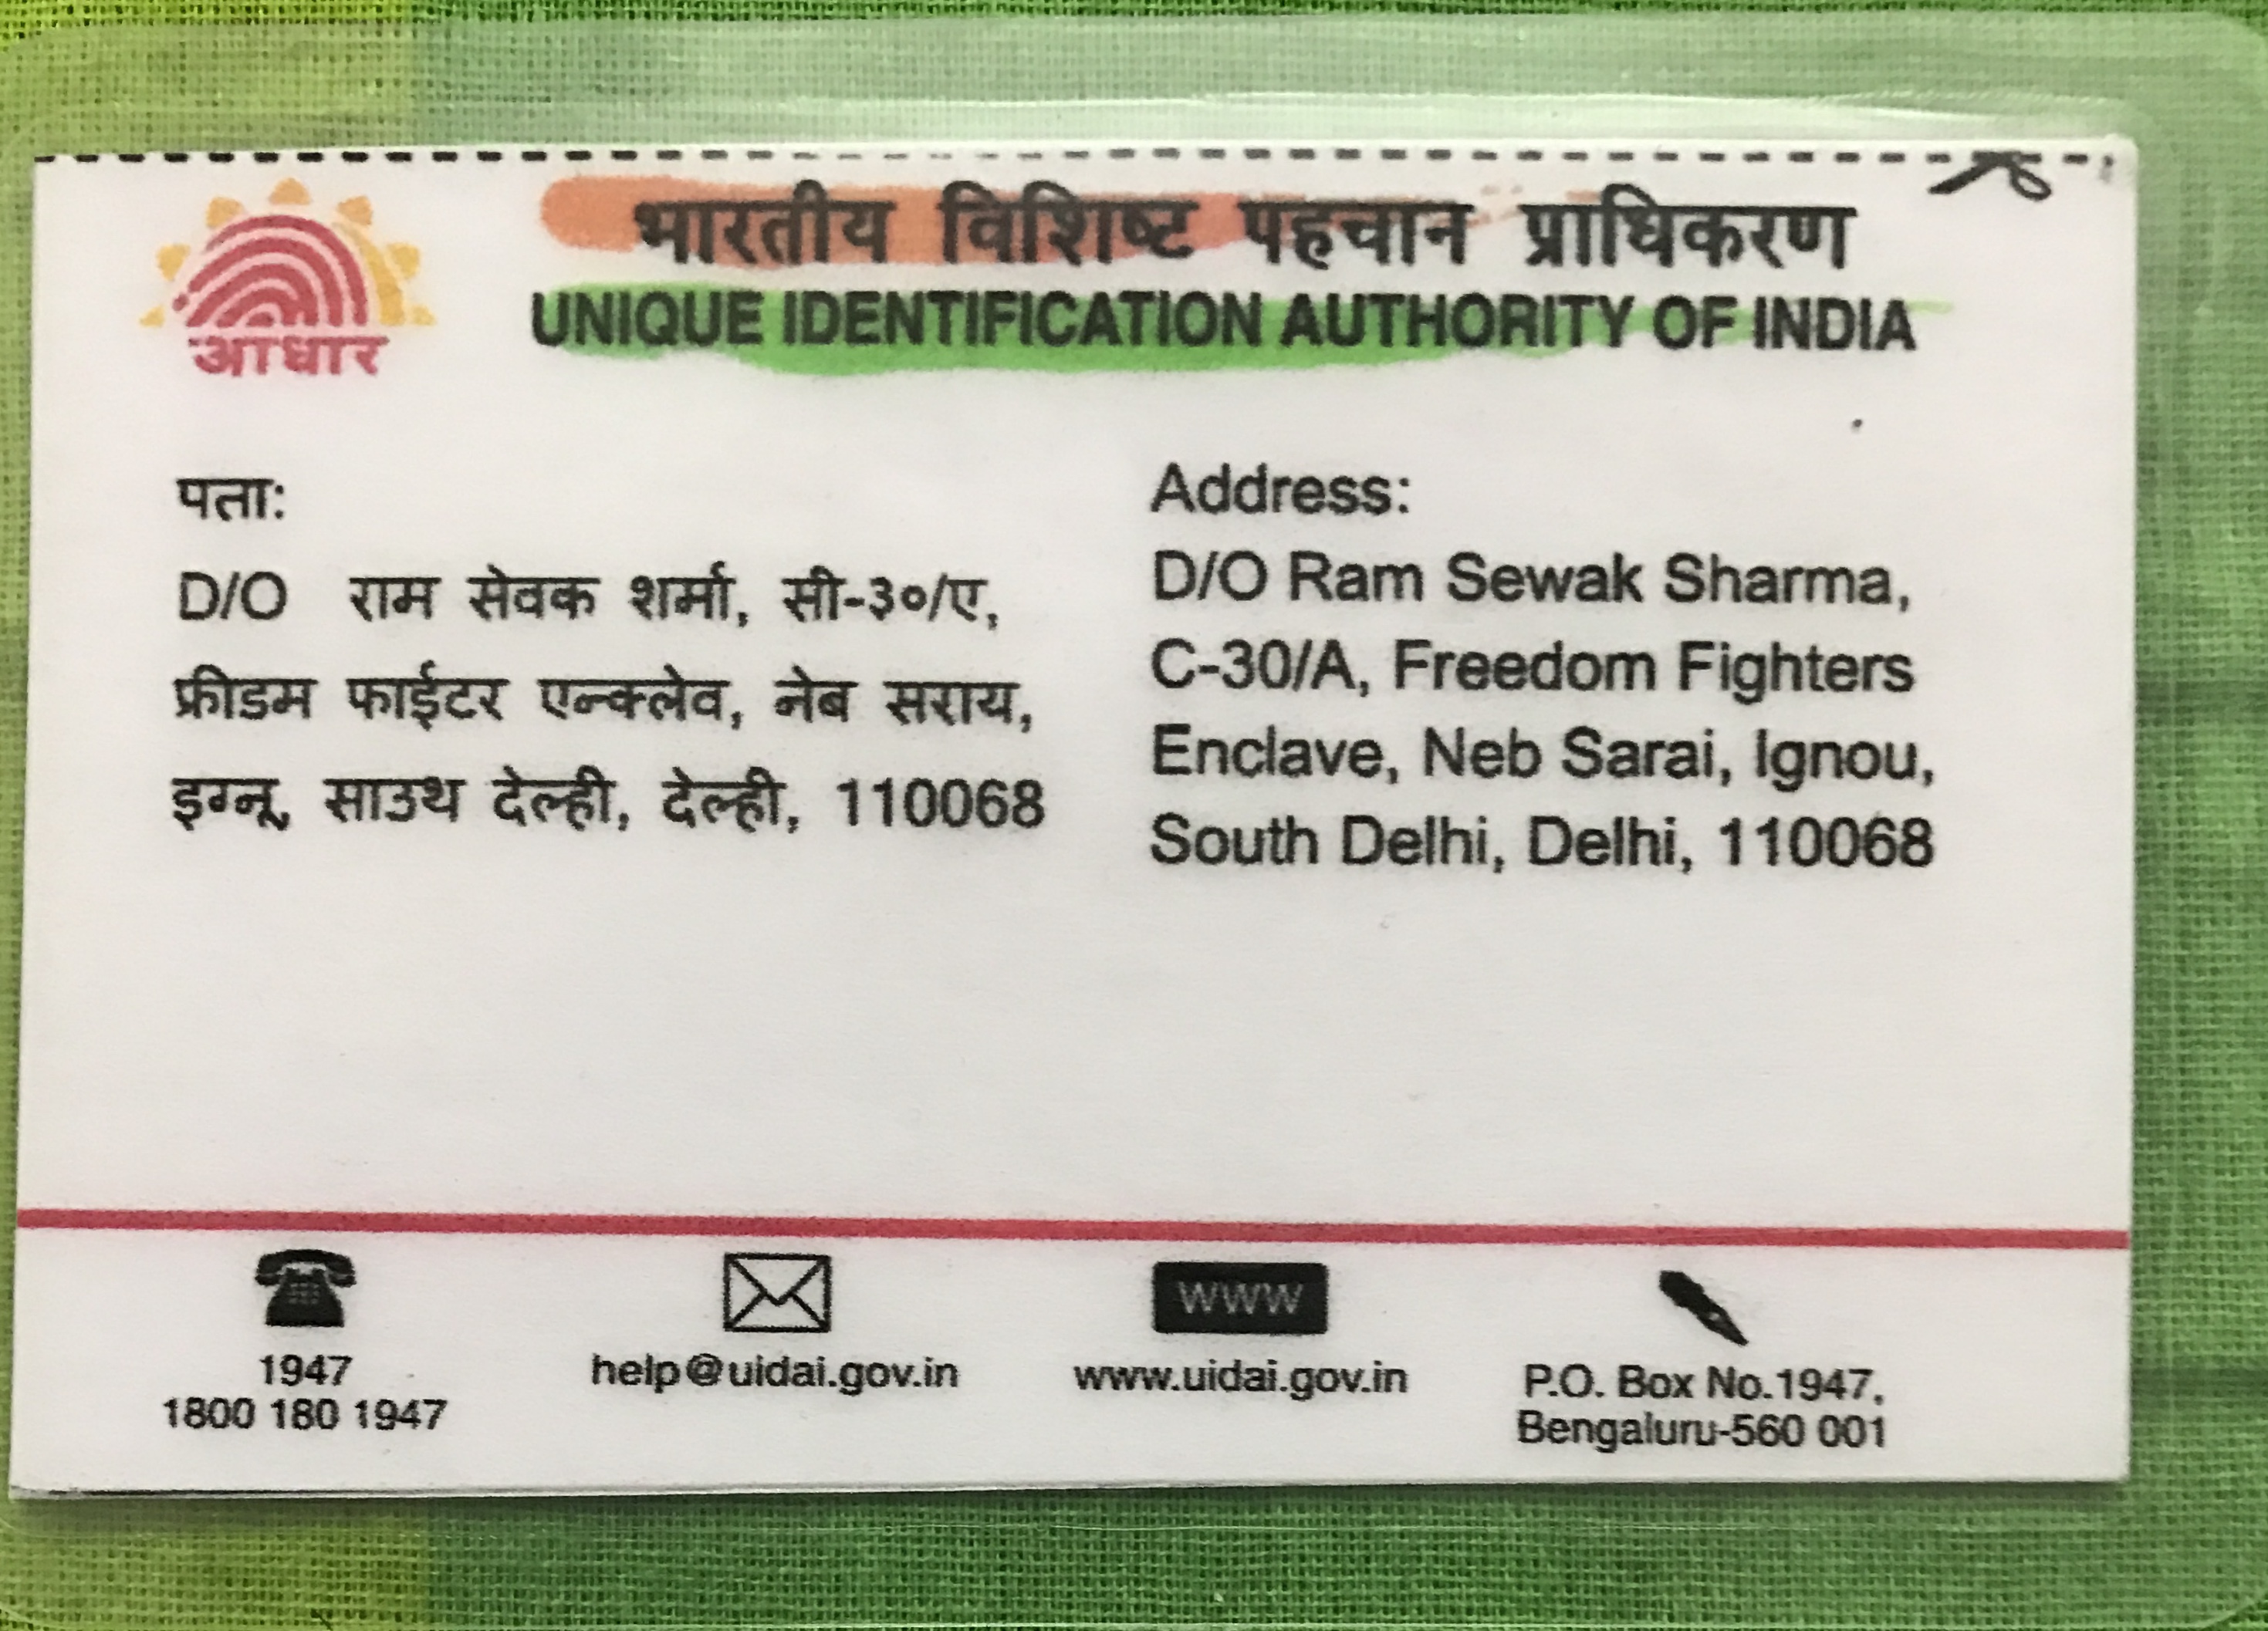 भारतीय विशिष्ट पहचान प्राधिकरण
UNIQUE IDENTIFICATION AUTHORITY OF INDIA
आधार
पता:
D/O राम सेवक शर्मा, सी-३०/ए,
फ्रीडम फाईटर एन्क्लेव, नेब सराय,
इग्नू, साउथ देल्ही, देल्ही, 110068
Address:
D/O Ram Sewak Sharma,
C-30/A, Freedom Fighters
Enclave, Neb Sarai, Ignou,
South Delhi, Delhi, 110068
1947
1800 180 1947
help@uidai.gov.in
www
www.uidai.gov.in
P.O. Box No.1947,
Bengaluru-560 001